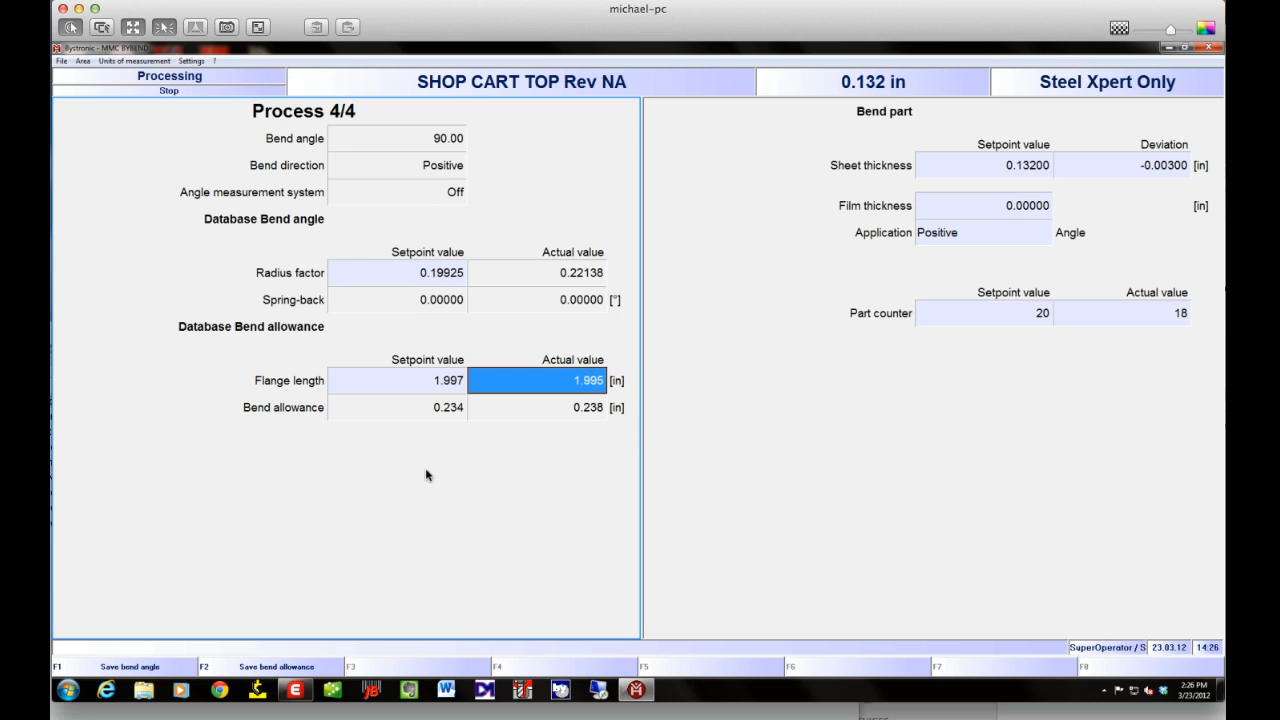 michael-pc
Bystronic - MMC BYBEND
File Area Units of measurement Settings ?
Processing
Stop
SHOP CART TOP Rev NA
0.132 in
Steel Xpert Only
Process 4/4
Bend angle 90.00
Bend direction Positive
Angle measurement system Off
Database Bend angle
Setpoint value Actual value
Radius factor 0.19925 0.22138
Spring-back 0.00000 0.00000 [°]
Database Bend allowance
Setpoint value Actual value
Flange length 1.997 1.995 [in]
Bend allowance 0.234 0.238 [in]
Bend part
Setpoint value Deviation
Sheet thickness 0.13200 -0.00300 [in]
Film thickness 0.00000 [in]
Application Positive Angle
Setpoint value Actual value
Part counter 20 18
SuperOperator / S 23.03.12 14:26
F1 Save bend angle F2 Save bend allowance F3 F4 F5 F6 F7 F8
2:26 PM
3/23/2012